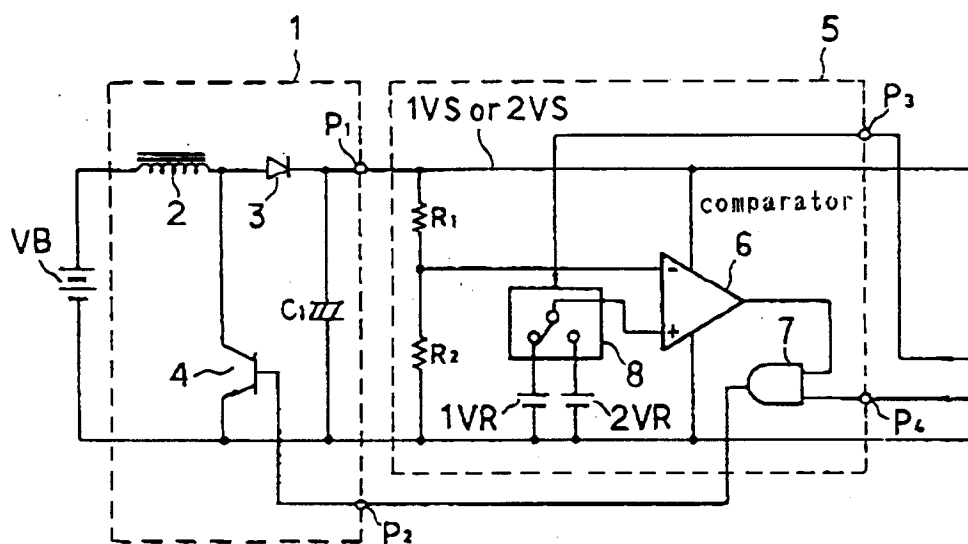 1
5
P₁
1VS or 2VS
P₃
2
3
R₁
comparator
VB
6
C₁
-
+
4
R₂
8
7
1VR
2VR
P₄
P₂